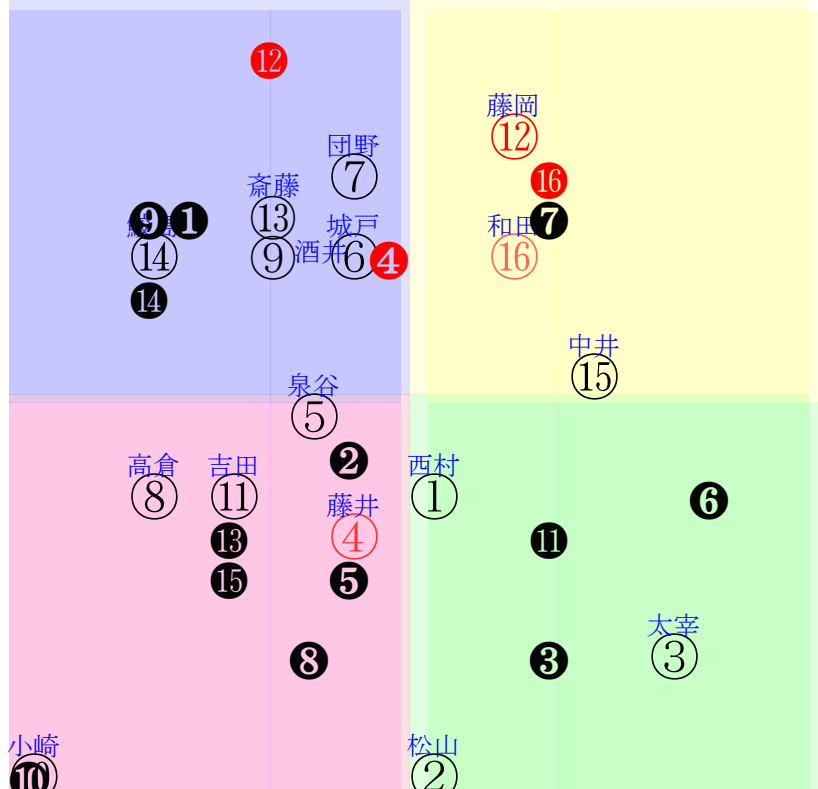 ⓬
藤岡
⑫
団野
⑦
⓰
斎藤
⑬
❾
❶
城戸
⑥
和田
❼
⑯
⑭
⑨
酒井
❹
⓮
中井
⑮
泉谷
⑤
❷
高倉
⑧
吉田
⑪
西村
①
❻
藤井
④
⓭
⓫
⓯
❺
太宰
③
❽
❸
小崎
❿
松山
②